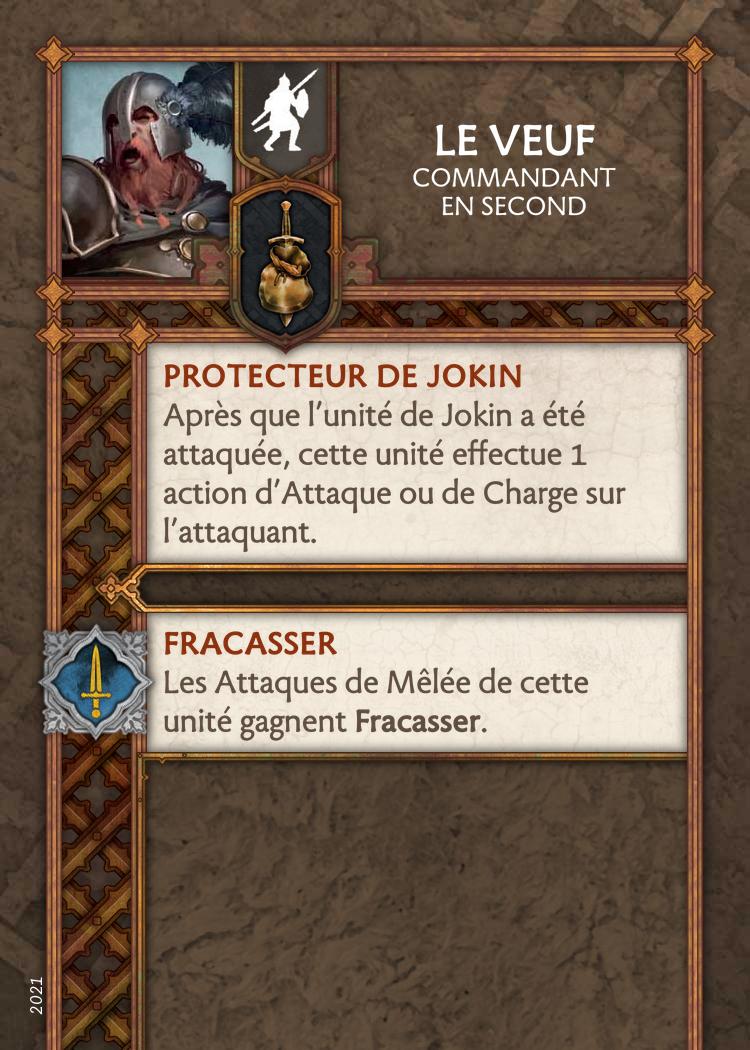 LE VEUF
COMMANDANT
EN SECOND
PROTECTEUR DE JOKIN
Après que l'unité de Jokin a été
attaquée, cette unité effectue 1
action d'Attaque ou de Charge sur
l'attaquant.
FRACASSER
Les Attaques de Mêlée de cette
unité gagnent Fracasser.
2021